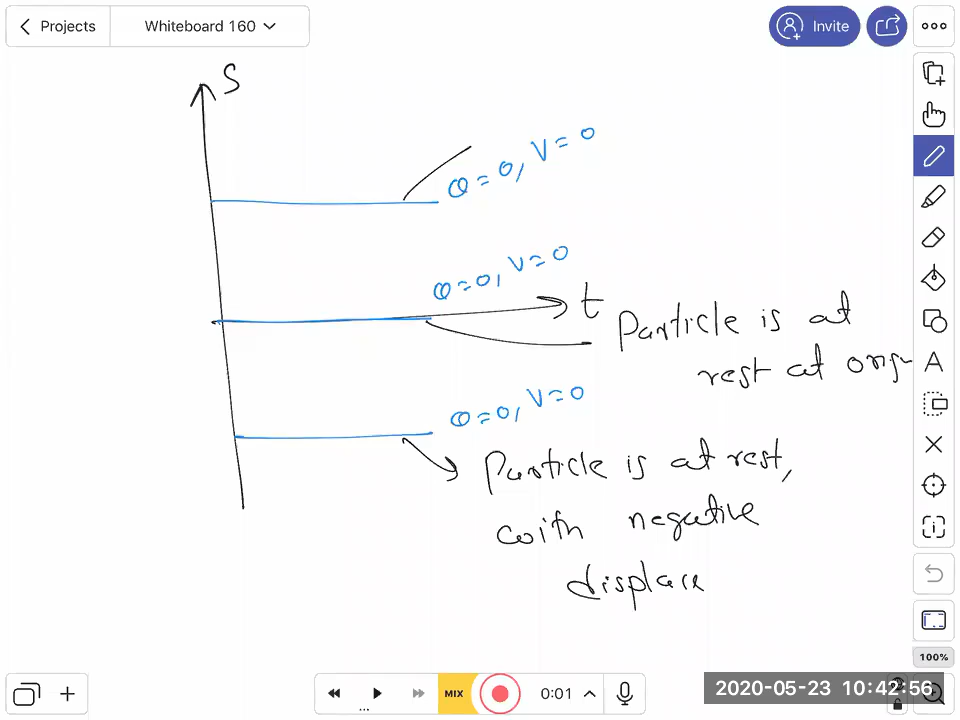 Projects
Whiteboard 160
Invite
S
θ=0, V=0
θ=0, V=0
t
Particle is at
rest at
θ=0, V=0
Particle is at rest,
with negative
displace
A
100%
MIX
0:01
2020-05-23 10:42:56